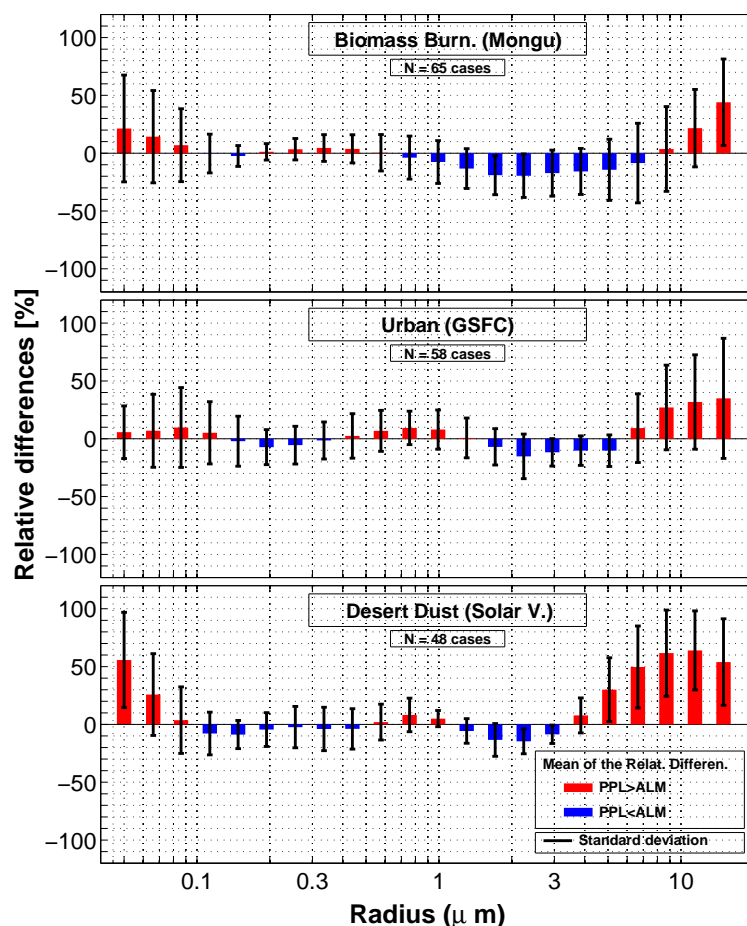 Biomass Burn. (Mongu)
N = 65 cases
100
50
0
−50
−100
Urban (GSFC)
N = 58 cases
100
50
0
−50
−100
Relative differences [%]
Desert Dust (Solar V.)
N = 48 cases
100
50
0
−50
−100
Mean of the Relat. Differen.
PPL>ALM
PPL<ALM
Standard deviation
0.1 0.3 1 3 10
Radius (μ m)